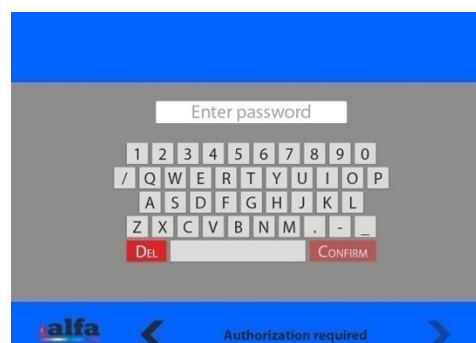 Enter password
1 2 3 4 5 6 7 8 9 0
/ Q W E R T Y U I O P
A S D F G H J K L
Z X C V B N M . - _
DEL CONFIRM
alfa Authorization required